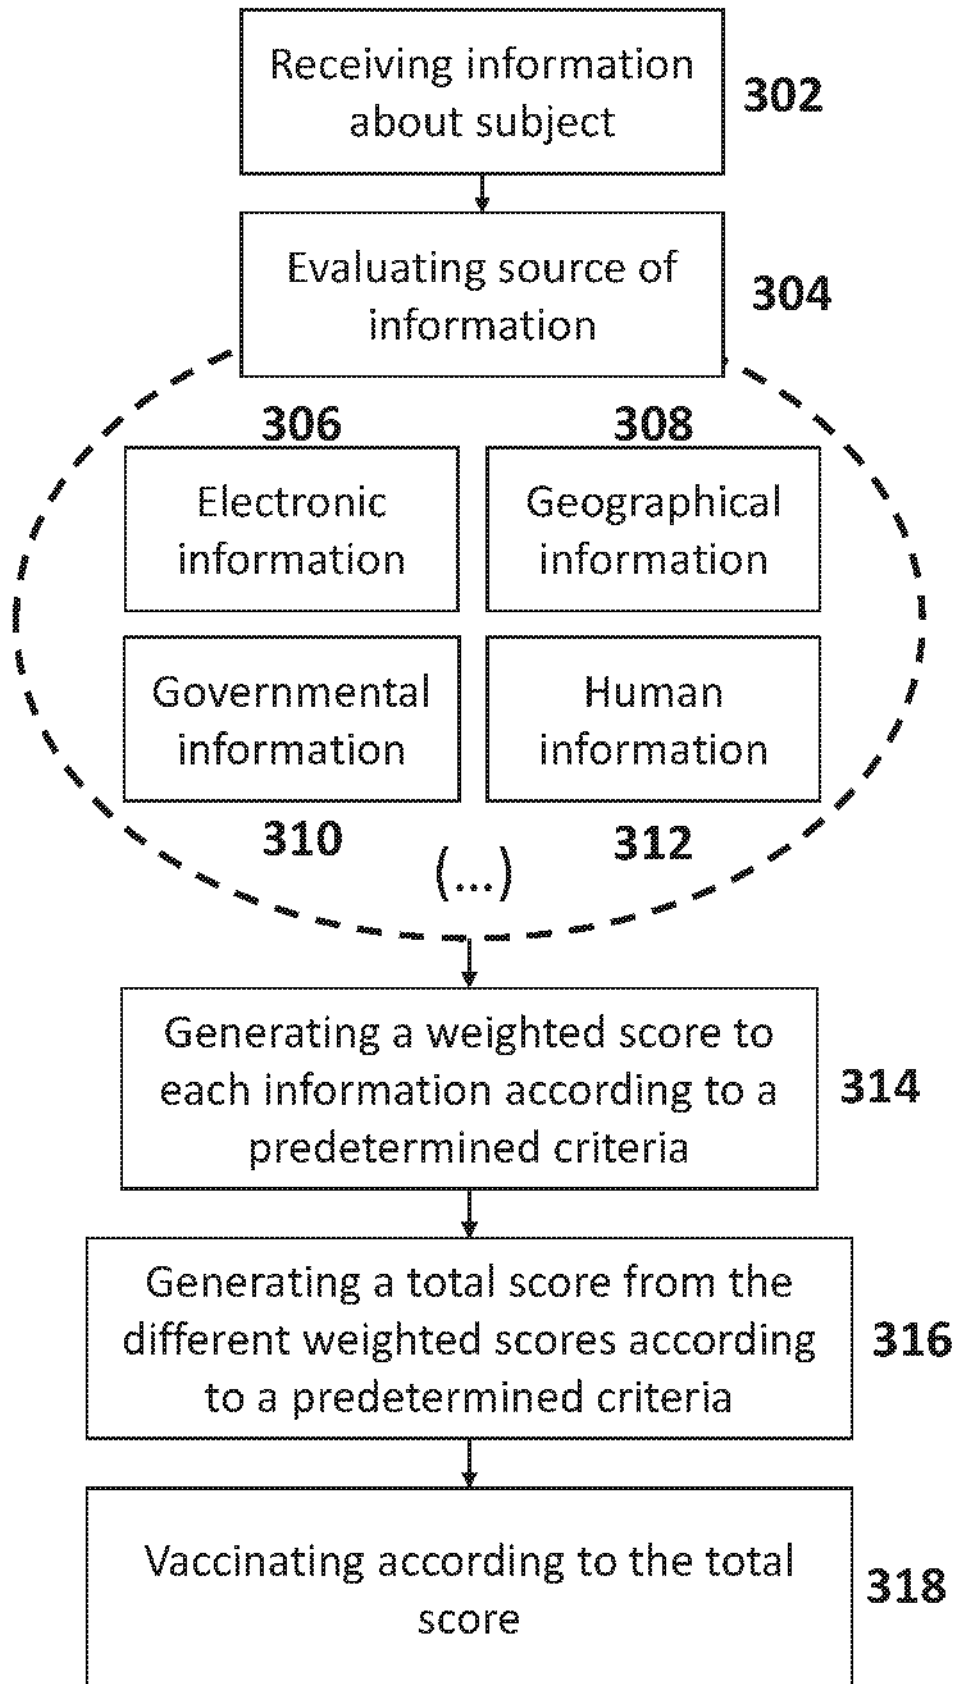 Receiving information
about subject
302
Evaluating source of
information
304
306
308
Electronic
information
Geographical
information
Governmental
information
Human
information
310
312
(...)
Generating a weighted score to
each information according to a
predetermined criteria
314
Generating a total score from the
different weighted scores according
to a predetermined criteria
316
Vaccinating according to the total
score
318